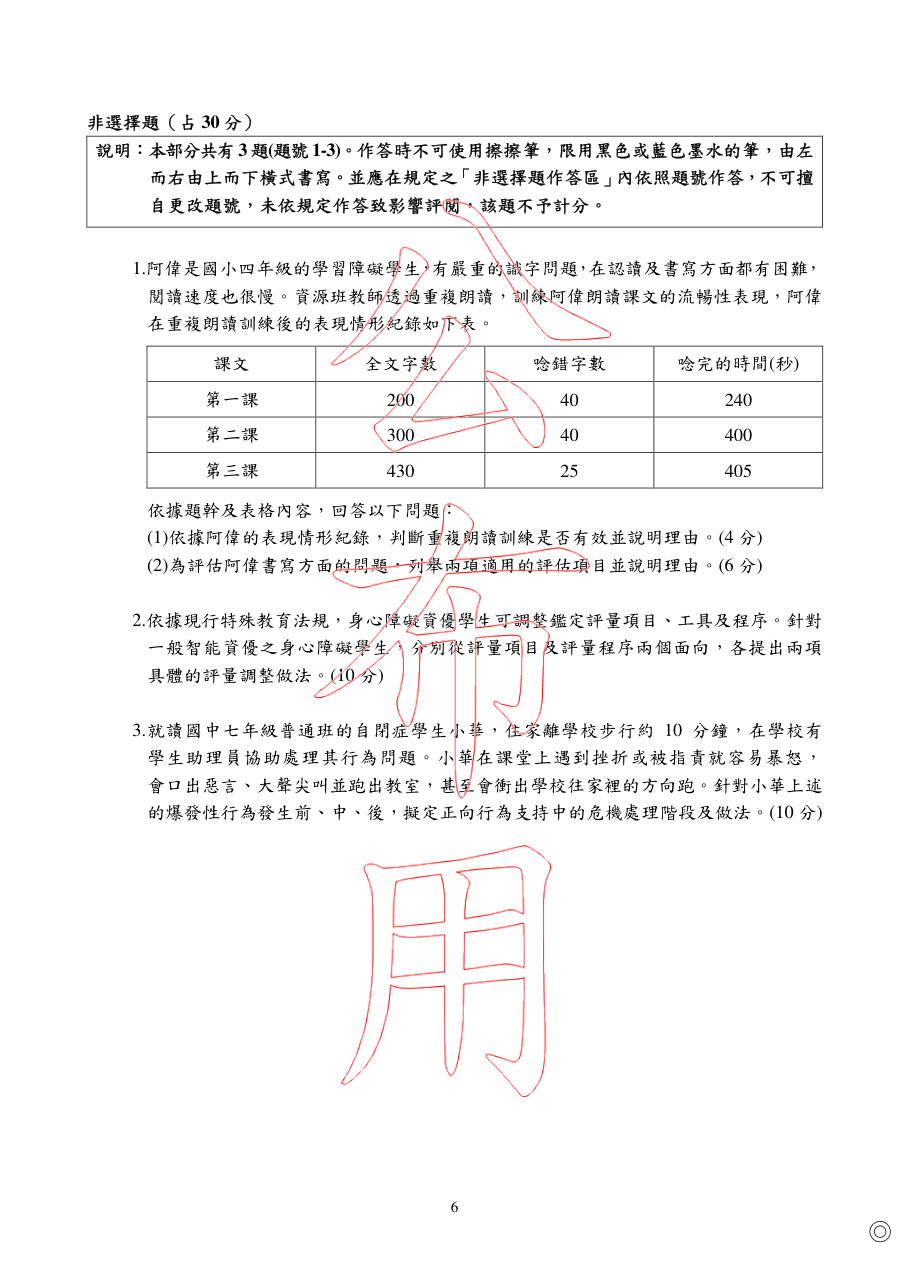 非選擇題（占 30 分）
說明：本部分共有 3 題(題號 1-3)。作答時不可使用擦擦筆，限用黑色或藍色墨水的筆，由左
而右由上而下橫式書寫。並應在規定之「非選擇題作答區」內依照題號作答，不可擅
自更改題號，未依規定作答致影響評閱，該題不予計分。
1.阿偉是國小四年級的學習障礙學生，有嚴重的識字問題，在認讀及書寫方面都有困難，
閱讀速度也很慢。資源班教師透過重複朗讀，訓練阿偉朗讀課文的流暢性表現，阿偉
在重複朗讀訓練後的表現情形紀錄如下表。
課文 全文字數 唸錯字數 唸完的時間(秒)
第一課 200 40 240
第二課 300 40 400
第三課 430 25 405
依據題幹及表格內容，回答以下問題：
(1)依據阿偉的表現情形紀錄，判斷重複朗讀訓練是否有效並說明理由。(4 分)
(2)為評估阿偉書寫方面的問題，列舉兩項適用的評估項目並說明理由。(6 分)
2.依據現行特殊教育法規，身心障礙資優學生可調整鑑定評量項目、工具及程序。針對
一般智能資優之身心障礙學生，分別從評量項目及評量程序兩個面向，各提出兩項
具體的評量調整做法。(10 分)
3.就讀國中七年級普通班的自閉症學生小華，住家離學校步行約 10 分鐘，在學校有
學生助理員協助處理其行為問題。小華在課堂上遇到挫折或被指責就容易暴怒，
會口出惡言、大聲尖叫並跑出教室，甚至會衝出學校往家裡的方向跑。針對小華上述
的爆發性行為發生前、中、後，擬定正向行為支持中的危機處理階段及做法。(10 分)
公
布
用
6